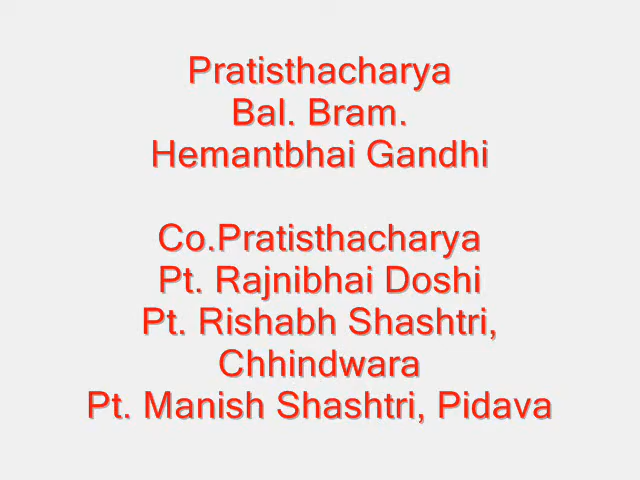 Pratisthacharya
Bal. Bram.
Hemantbhai Gandhi
Co.Pratisthacharya
Pt. Rajnibhai Doshi
Pt. Rishabh Shashtri,
Chhindwara
Pt. Manish Shashtri, Pidava